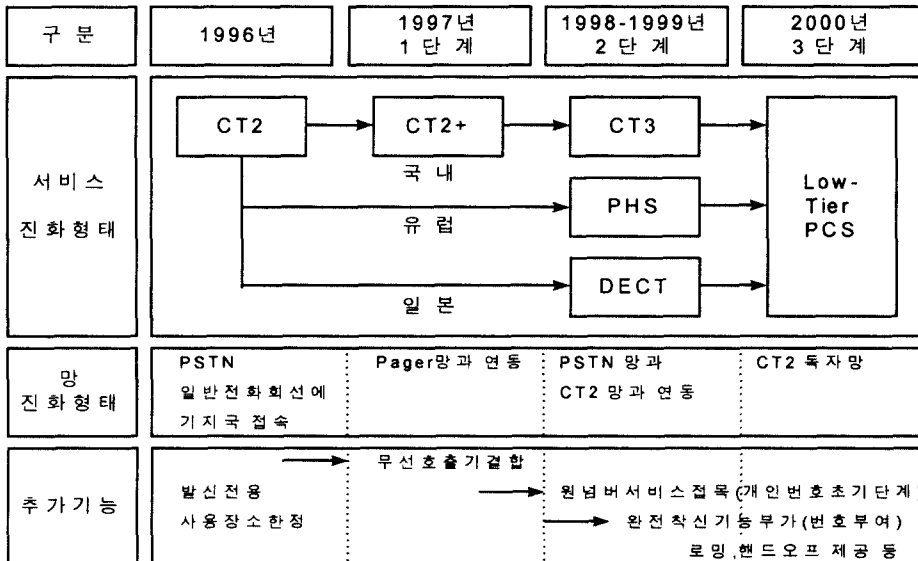 구 분
1996년
1997년
1 단 계
1998-1999년
2 단 계
2000년
3 단 계
서 비 스
진 화 형 태
CT2
CT2+
CT3
국 내
PHS
유 럽
DECT
일 본
Low-
Tier
PCS
망
진 화 형 태
PSTN
일 반 전 화 회 선 에
기 지 국 접 속
Pager망 과 연 동
PSTN 망 과
CT2 망 과 연 동
CT2 독 자 망
추 가 기 능
무 선 호 출 기 결 합
발 신 전 용
사 용 장 소 한 정
원 넘 버 서 비 스 접 목 (개 인 번 호 초 기 단 계)
완 전 착 신 기 능 부 가 (번 호 부 여)
로 밍 ,핸 드 오 프 제 공 등